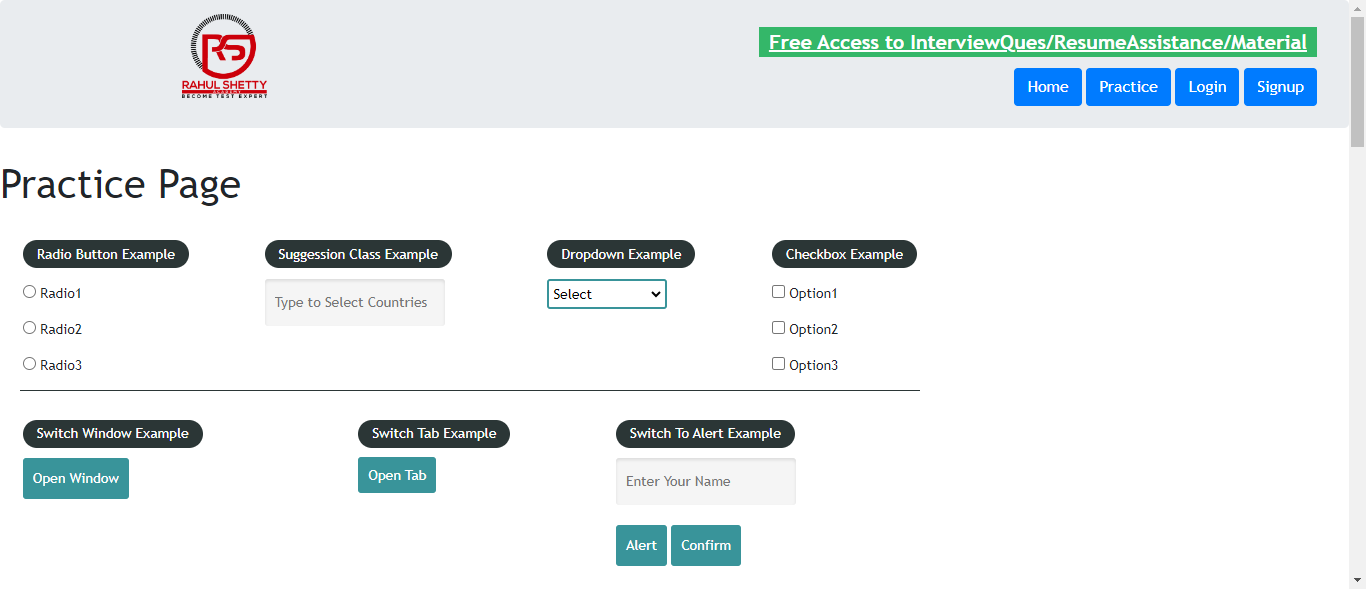 RS
RAHUL SHETTY
ACADEMY
BECOME TEST EXPERT
Free Access to InterviewQues/ResumeAssistance/Material
Home Practice Login Signup
Practice Page
Radio Button Example
Radio1
Radio2
Radio3
Suggession Class Example
Type to Select Countries
Dropdown Example
Select
Checkbox Example
Option1
Option2
Option3
Switch Window Example
Open Window
Switch Tab Example
Open Tab
Switch To Alert Example
Enter Your Name
Alert Confirm